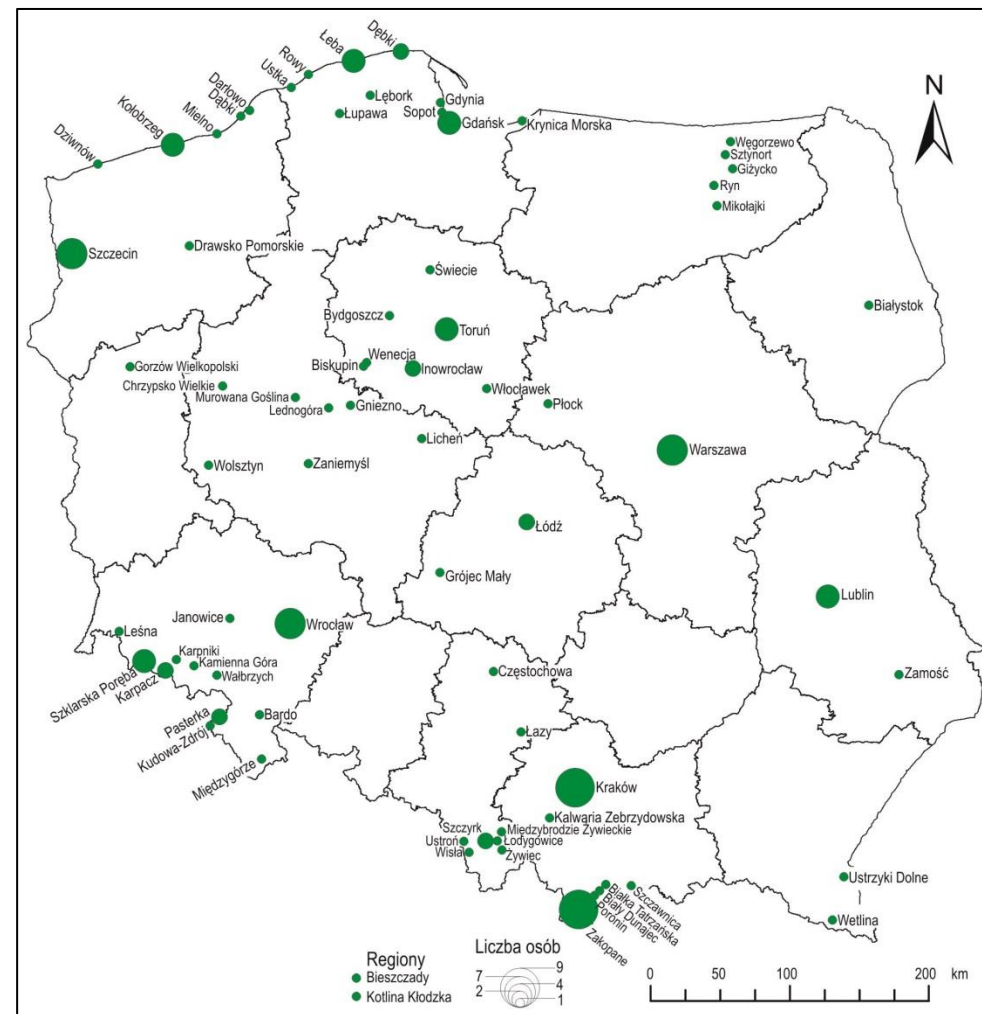 Dębki
Łeba
Rowy
Ustka
Lębork
Gdynia
Darłowo
Dąbki
Łupawa
Sopot
Gdańsk
Krynica Morska
N
Kołobrzeg
Mielno
Węgorzewo
Sztynort
Dziwnów
Giżycko
Ryn
Mikołajki
Szczecin
Drawsko Pomorskie
Świecie
Białystok
Bydgoszcz
Toruń
Wenecja
Gorzów Wielkopolski
Biskupin
Inowrocław
Chrzypsko Wielkie
Włocławek
Murowana Goślina
Gniezno
Płock
Lednogóra
Licheń
Warszawa
Wolsztyn
Zaniemyśl
Łódź
Grójec Mały
Lublin
Janowice
Wrocław
Leśna
Karpniki
Kamienna Góra
Szklarska Poręba
Karpacz
Wałbrzych
Częstochowa
Zamość
Pasterka
Bardo
Kudowa-Zdrój
Łazy
Międzygórze
Kraków
Kalwaria Zebrzydowska
Szczyrk
Międzybrodzie Żywieckie
Ustroń
Łodygowice
Wisła
Żywiec
Ustrzyki Dolne
Szczawnica
Białka Tatrzańska
Biały Dunajec
Poronin
Zakopane
Wetlina
Regiony
Bieszczady
Kotlina Kłodzka
Liczba osób
9
7
4
2
1
0 50 100 200 km